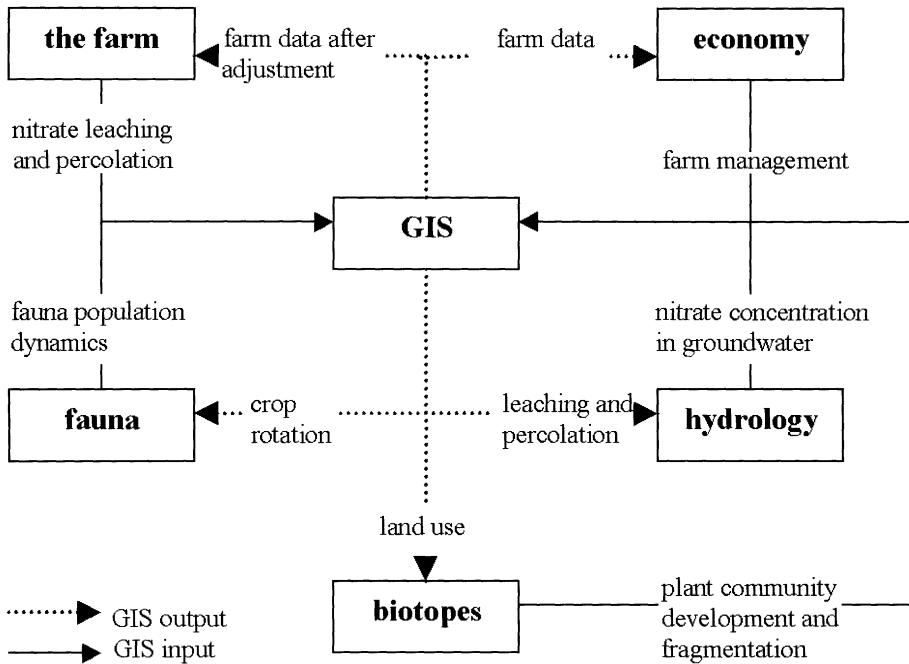 the farm
farm data after
adjustment
farm data
economy
nitrate leaching
and percolation
farm management
GIS
fauna population
dynamics
nitrate concentration
in groundwater
fauna
crop
rotation
leaching and
percolation
hydrology
land use
biotopes
plant community
development and
fragmentation
GIS output
GIS input